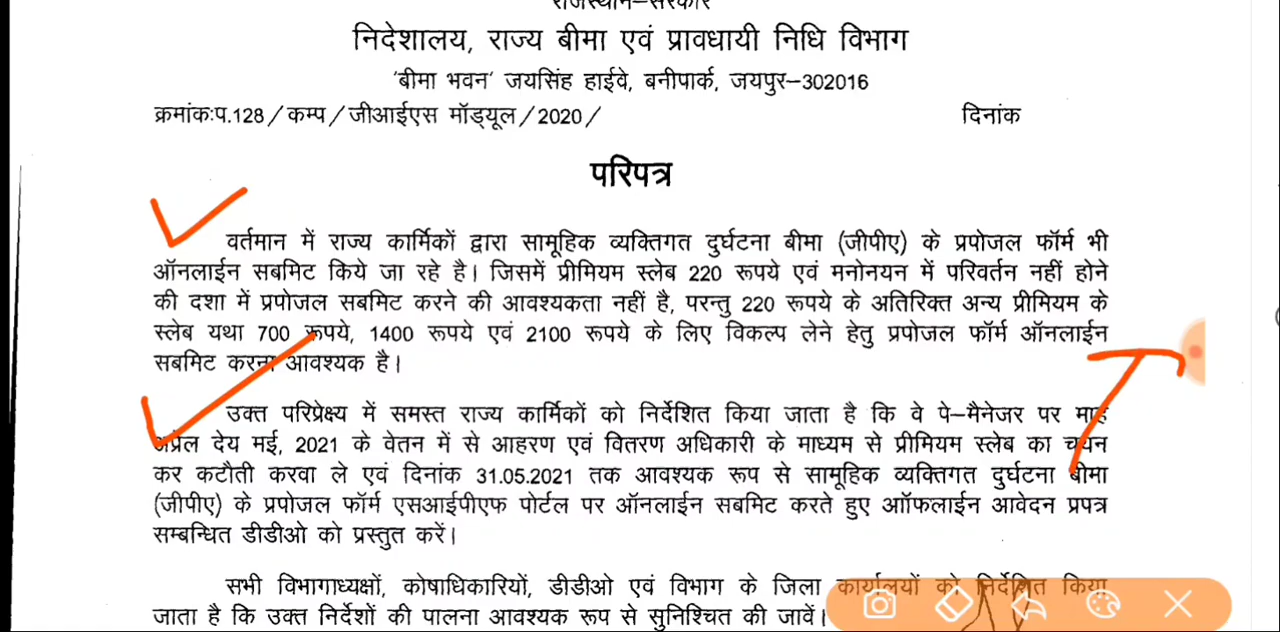 राजस्थान–सरकार
निदेशालय, राज्य बीमा एवं प्रावधायी निधि विभाग
'बीमा भवन' जयसिंह हाईवे, बनीपार्क, जयपुर–302016
क्रमांक:प.128/कम्प/जीआईएस मॉड्यूल/2020/ दिनांक
परिपत्र
वर्तमान में राज्य कार्मिकों द्वारा सामूहिक व्यक्तिगत दुर्घटना बीमा (जीपीए) के प्रपोजल फॉर्म भी
ऑनलाईन सबमिट किये जा रहे है। जिसमें प्रीमियम स्लेब 220 रूपये एवं मनोनयन में परिवर्तन नहीं होने
की दशा में प्रपोजल सबमिट करने की आवश्यकता नहीं है, परन्तु 220 रूपये के अतिरिक्त अन्य प्रीमियम के
स्लेब यथा 700 रूपये, 1400 रूपये एवं 2100 रूपये के लिए विकल्प लेने हेतु प्रपोजल फॉर्म ऑनलाईन
सबमिट करना आवश्यक है।
उक्त परिप्रेक्ष्य में समस्त राज्य कार्मिकों को निर्देशित किया जाता है कि वे पे–मैनेजर पर माह
अप्रेल देय मई, 2021 के वेतन में से आहरण एवं वितरण अधिकारी के माध्यम से प्रीमियम स्लेब का चयन
कर कटौती करवा ले एवं दिनांक 31.05.2021 तक आवश्यक रूप से सामूहिक व्यक्तिगत दुर्घटना बीमा
(जीपीए) के प्रपोजल फॉर्म एसआईपीएफ पोर्टल पर ऑनलाईन सबमिट करते हुए ऑफलाईन आवेदन प्रपत्र
सम्बन्धित डीडीओ को प्रस्तुत करें।
सभी विभागाध्यक्षों, कोषाधिकारियों, डीडीओ एवं विभाग के जिला कार्यालयों को निर्देशित किया
जाता है कि उक्त निर्देशों की पालना आवश्यक रूप से सुनिश्चित की जावें।